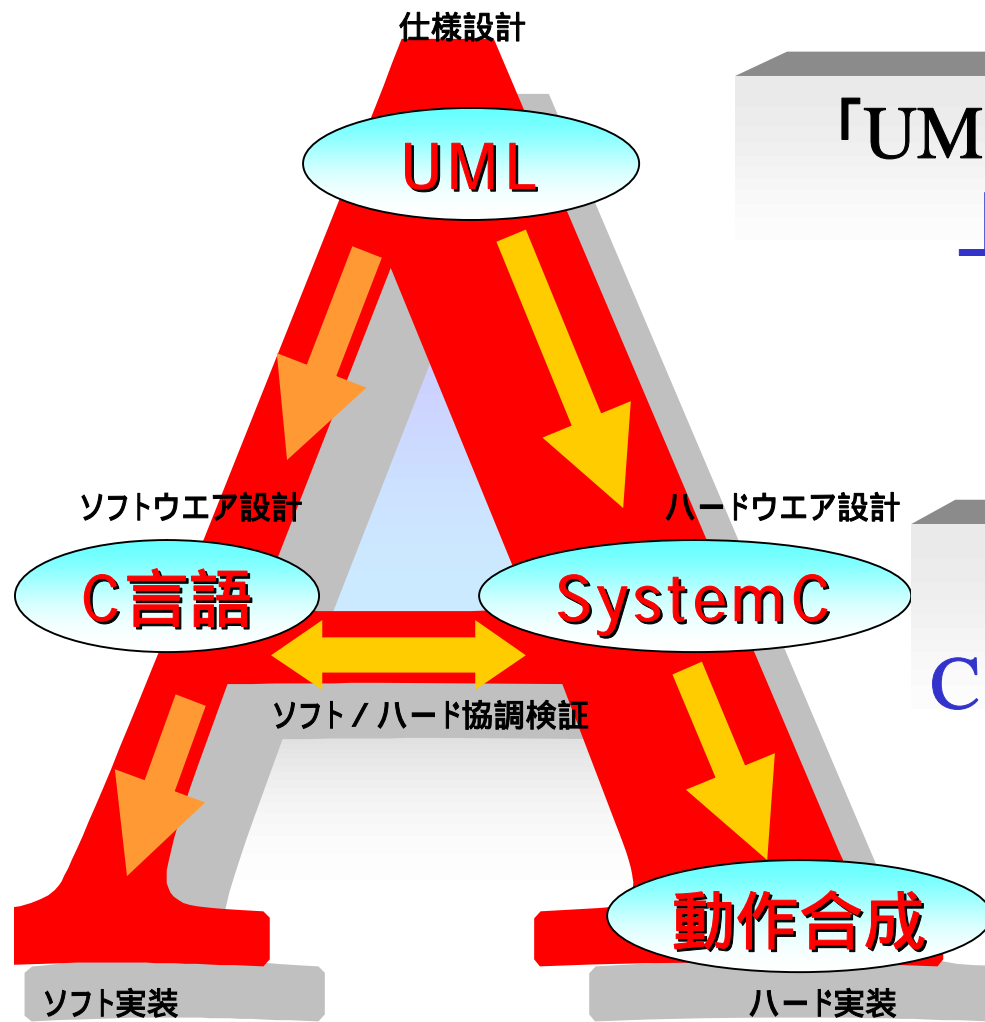 仕様設計
「UM
UML
ソフトウエア設計
ハードウエア設計
C言語
SystemC
C
ソフト／ハード協調検証
動作合成
ソフト実装
ハード実装